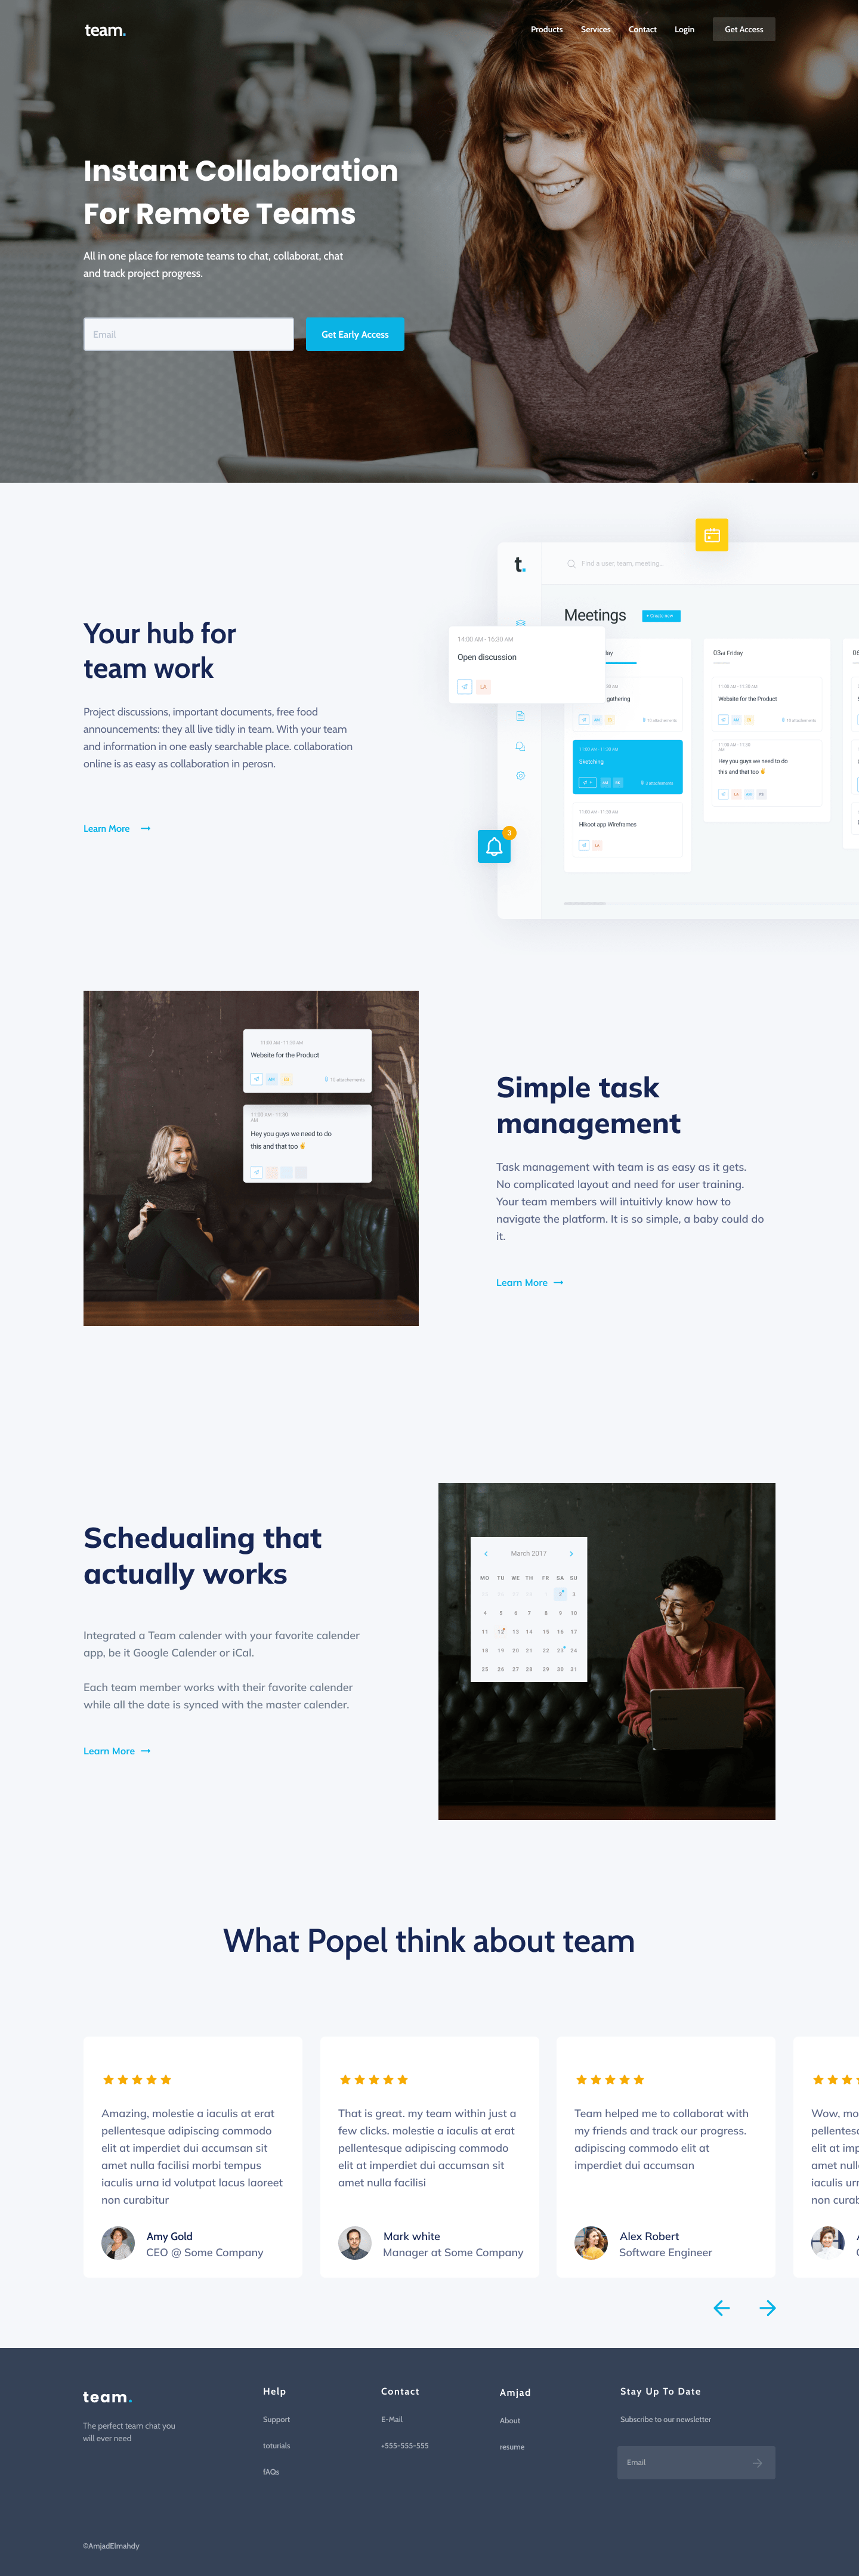 team.
Products Services Contact Login Get Access
Instant Collaboration
For Remote Teams
All in one place for remote teams to chat, collaborat, chat
and track project progress.
Email
Get Early Access
t.
Find a user, team, meeting...
Meetings
+ Create new
14:00 AM - 16:30 AM
Open discussion
LA
03rd Friday
gathering
AM
10 attachements
11:00 AM - 11:30 AM
Sketching
3 attachements
11:00 AM - 11:30 AM
Hikoot app Wireframes
LA
11:00 AM - 11:30 AM
Website for the Product
AM
10 attachements
11:00 AM - 11:30
AM
Hey you guys we need to do
this and that too ✌
LA AM
3
Your hub for
team work
Project discussions, important documents, free food
announcements: they all live tidly in team. With your team
and information in one easly searchable place. collaboration
online is as easy as collaboration in perosn.
Learn More
11:00 AM - 11:30 AM
Website for the Product
AM
10 attachements
11:00 AM - 11:30
AM
Hey you guys we need to do
this and that too ✌
Simple task
management
Task management with team is as easy as it gets.
No complicated layout and need for user training.
Your team members will intuitivly know how to
navigate the platform. It is so simple, a baby could do
it.
Learn More
Schedualing that
actually works
Integrated a Team calender with your favorite calender
app, be it Google Calender or iCal.
Each team member works with their favorite calender
while all the date is synced with the master calender.
Learn More
March 2017
MO TU WE TH FR SA SU
2 3
4 5 6 7 8 9 10
11 12 13 14 15 16 17
18 19 20 21 22 23 24
25 26 27 28 29 30 31
What Popel think about team
Amazing, molestie a iaculis at erat
pellentesque adipiscing commodo
elit at imperdiet dui accumsan sit
amet nulla facilisi morbi tempus
iaculis urna id volutpat lacus laoreet
non curabitur
Amy Gold
CEO @ Some Company
That is great. my team within just a
few clicks. molestie a iaculis at erat
pellentesque adipiscing commodo
elit at imperdiet dui accumsan sit
amet nulla facilisi
Mark white
Manager at Some Company
Team helped me to collaborat with
my friends and track our progress.
adipiscing commodo elit at
imperdiet dui accumsan
Alex Robert
Software Engineer
Wow, mo
pellentes
elit at imp
amet null
iaculis ur
non curab
team.
The perfect team chat you
will ever need
Help
Support
toturials
fAQs
Contact
E-Mail
+555-555-555
Amjad
About
resume
Stay Up To Date
Subscribe to our newsletter
Email
©AmjadElmahdy